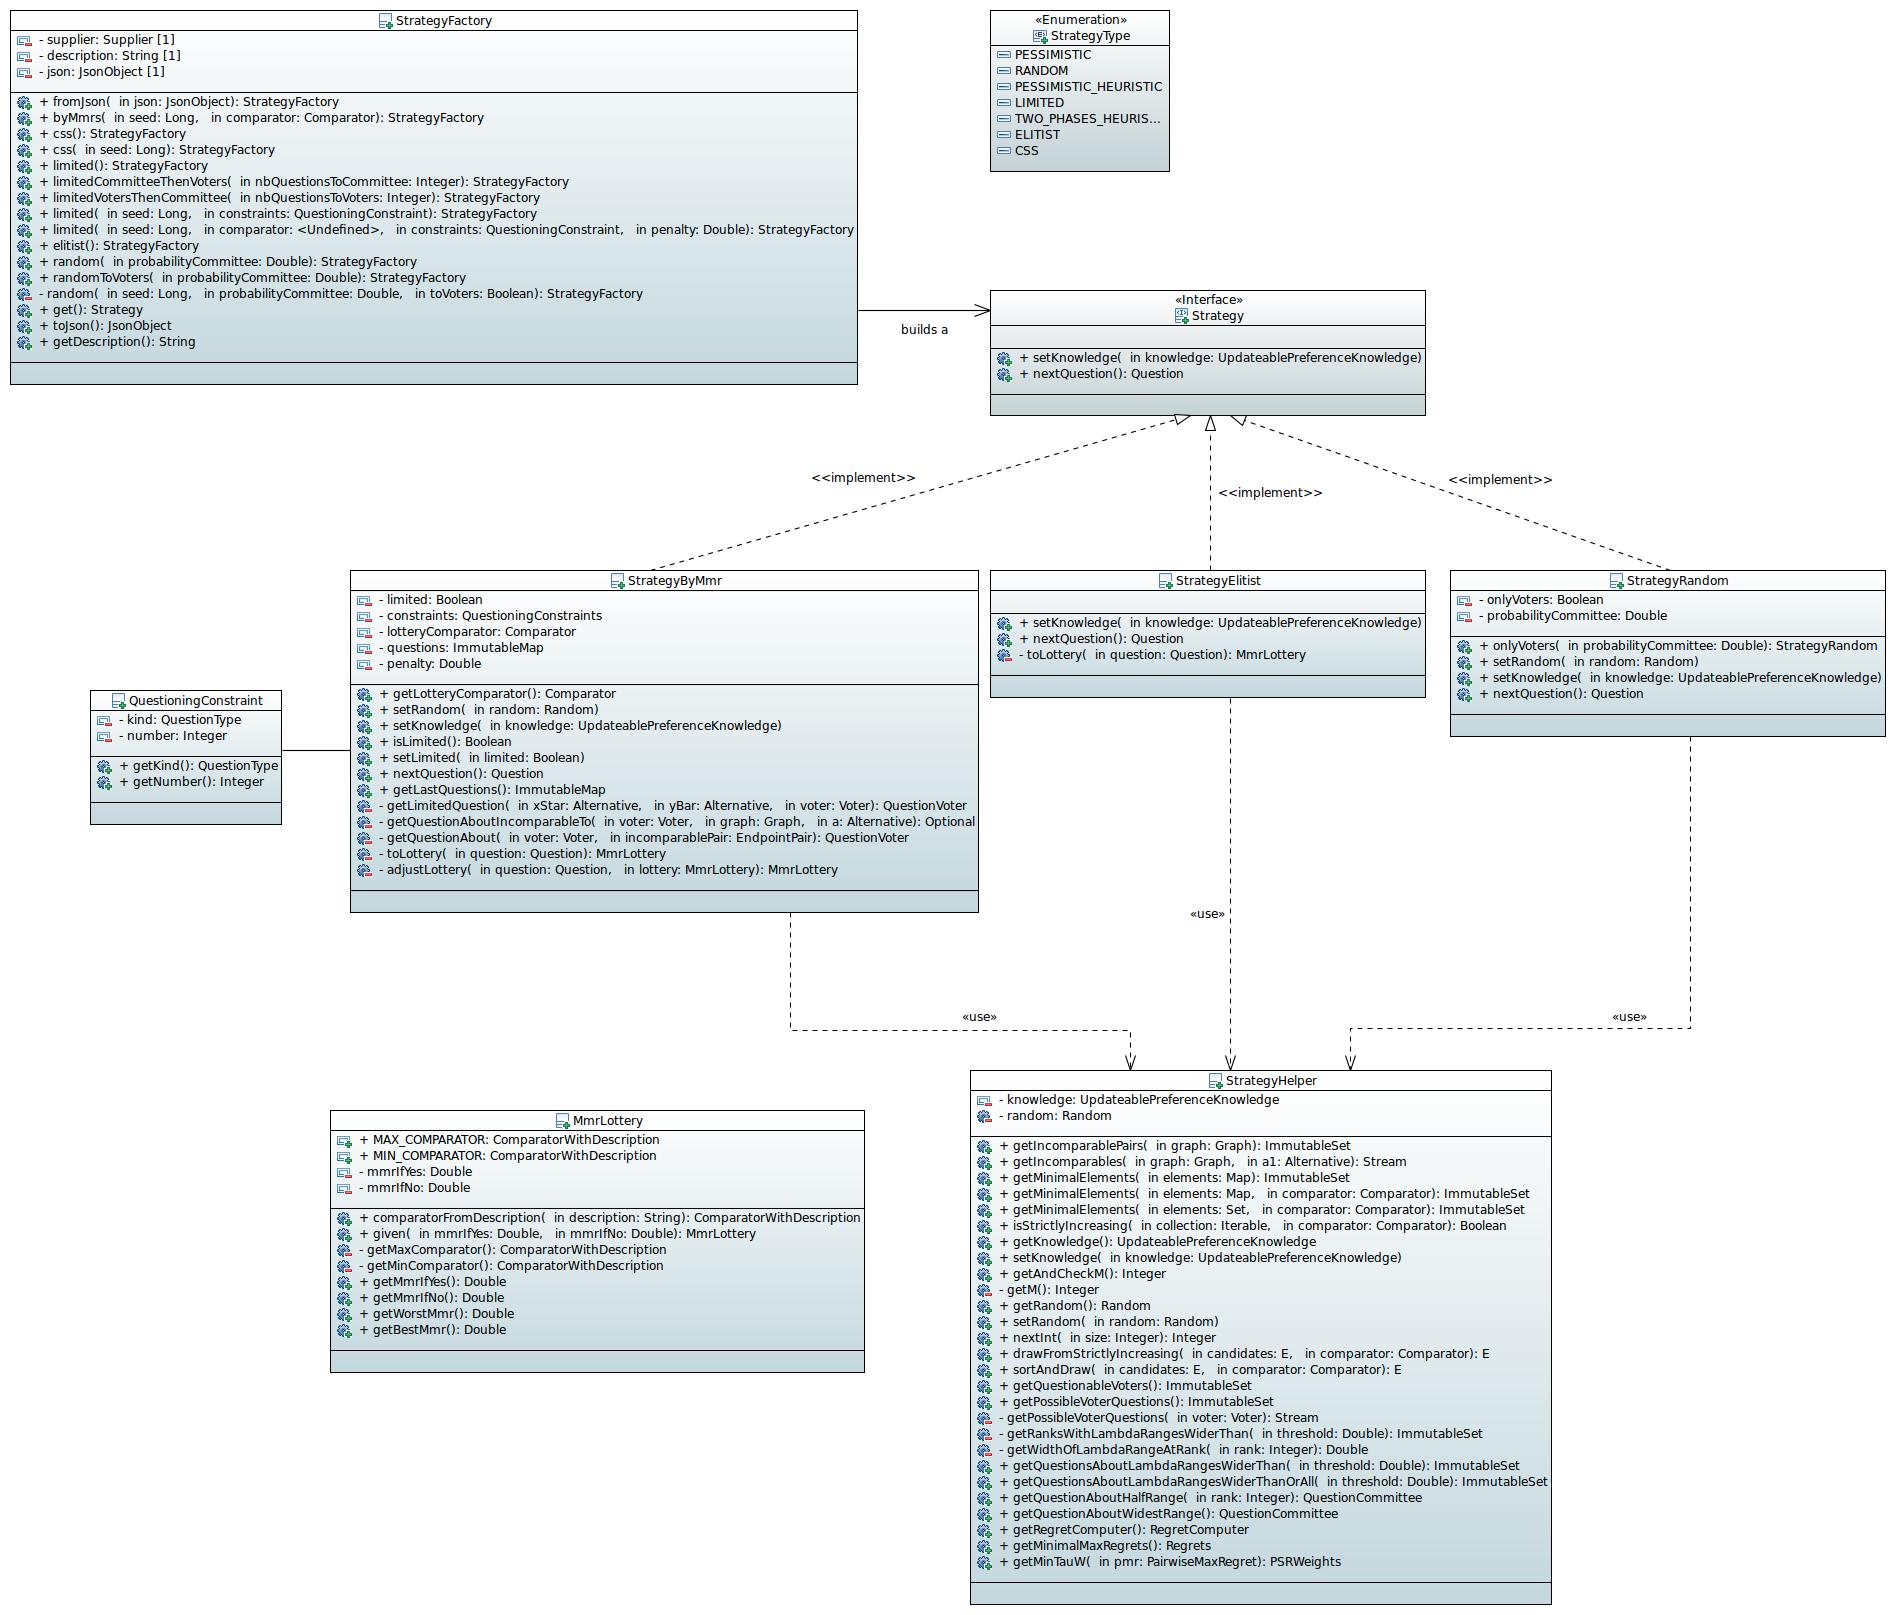 StrategyFactory
- supplier: Supplier [1]
- description: String [1]
- json: JsonObject [1]
+ fromJson(  in json: JsonObject): StrategyFactory
+ byMmrs(  in seed: Long,   in comparator: Comparator): StrategyFactory
+ css(): StrategyFactory
+ css(  in seed: Long): StrategyFactory
+ limited(): StrategyFactory
+ limitedCommitteeThenVoters(  in nbQuestionsToCommittee: Integer): StrategyFactory
+ limitedVotersThenCommittee(  in nbQuestionsToVoters: Integer): StrategyFactory
+ limited(  in seed: Long,   in constraints: QuestioningConstraint): StrategyFactory
+ limited(  in seed: Long,   in comparator: <Undefined>,   in constraints: QuestioningConstraint,   in penalty: Double): StrategyFactory
+ elitist(): StrategyFactory
+ random(  in probabilityCommittee: Double): StrategyFactory
+ randomToVoters(  in probabilityCommittee: Double): StrategyFactory
- random(  in seed: Long,   in probabilityCommittee: Double,   in toVoters: Boolean): StrategyFactory
+ get(): Strategy
+ toJson(): JsonObject
+ getDescription(): String
«Enumeration»
StrategyType
PESSIMISTIC
RANDOM
PESSIMISTIC_HEURISTIC
LIMITED
TWO_PHASES_HEURIS...
ELITIST
CSS
builds a
«Interface»
Strategy
+ setKnowledge(  in knowledge: UpdateablePreferenceKnowledge)
+ nextQuestion(): Question
<<implement>>
<<implement>>
<<implement>>
StrategyByMmr
- limited: Boolean
- constraints: QuestioningConstraints
- lotteryComparator: Comparator
- questions: ImmutableMap
- penalty: Double
+ getLotteryComparator(): Comparator
+ setRandom(  in random: Random)
+ setKnowledge(  in knowledge: UpdateablePreferenceKnowledge)
+ isLimited(): Boolean
+ setLimited(  in limited: Boolean)
+ nextQuestion(): Question
+ getLastQuestions(): ImmutableMap
- getLimitedQuestion(  in xStar: Alternative,   in yBar: Alternative,   in voter: Voter): QuestionVoter
- getQuestionAboutIncomparableTo(  in voter: Voter,   in graph: Graph,   in a: Alternative): Optional
- getQuestionAbout(  in voter: Voter,   in incomparablePair: EndpointPair): QuestionVoter
- toLottery(  in question: Question): MmrLottery
- adjustLottery(  in question: Question,   in lottery: MmrLottery): MmrLottery
StrategyElitist
+ setKnowledge(  in knowledge: UpdateablePreferenceKnowledge)
+ nextQuestion(): Question
- toLottery(  in question: Question): MmrLottery
StrategyRandom
- onlyVoters: Boolean
- probabilityCommittee: Double
+ onlyVoters(  in probabilityCommittee: Double): StrategyRandom
+ setRandom(  in random: Random)
+ setKnowledge(  in knowledge: UpdateablePreferenceKnowledge)
+ nextQuestion(): Question
QuestioningConstraint
- kind: QuestionType
- number: Integer
+ getKind(): QuestionType
+ getNumber(): Integer
«use»
«use»
«use»
MmrLottery
+ MAX_COMPARATOR: ComparatorWithDescription
+ MIN_COMPARATOR: ComparatorWithDescription
- mmrIfYes: Double
- mmrIfNo: Double
+ comparatorFromDescription(  in description: String): ComparatorWithDescription
+ given(  in mmrIfYes: Double,   in mmrIfNo: Double): MmrLottery
- getMaxComparator(): ComparatorWithDescription
- getMinComparator(): ComparatorWithDescription
+ getMmrIfYes(): Double
+ getMmrIfNo(): Double
+ getWorstMmr(): Double
+ getBestMmr(): Double
StrategyHelper
- knowledge: UpdateablePreferenceKnowledge
- random: Random
+ getIncomparablePairs(  in graph: Graph): ImmutableSet
+ getIncomparables(  in graph: Graph,   in a1: Alternative): Stream
+ getMinimalElements(  in elements: Map): ImmutableSet
+ getMinimalElements(  in elements: Map,   in comparator: Comparator): ImmutableSet
+ getMinimalElements(  in elements: Set,   in comparator: Comparator): ImmutableSet
+ isStrictlyIncreasing(  in collection: Iterable,   in comparator: Comparator): Boolean
+ getKnowledge(): UpdateablePreferenceKnowledge
+ setKnowledge(  in knowledge: UpdateablePreferenceKnowledge)
+ getAndCheckM(): Integer
- getM(): Integer
+ getRandom(): Random
+ setRandom(  in random: Random)
+ nextInt(  in size: Integer): Integer
+ drawFromStrictlyIncreasing(  in candidates: E,   in comparator: Comparator): E
+ sortAndDraw(  in candidates: E,   in comparator: Comparator): E
+ getQuestionableVoters(): ImmutableSet
+ getPossibleVoterQuestions(): ImmutableSet
- getPossibleVoterQuestions(  in voter: Voter): Stream
- getRanksWithLambdaRangesWiderThan(  in threshold: Double): ImmutableSet
- getWidthOfLambdaRangeAtRank(  in rank: Integer): Double
+ getQuestionsAboutLambdaRangesWiderThan(  in threshold: Double): ImmutableSet
+ getQuestionsAboutLambdaRangesWiderThanOrAll(  in threshold: Double): ImmutableSet
+ getQuestionAboutHalfRange(  in rank: Integer): QuestionCommittee
+ getQuestionAboutWidestRange(): QuestionCommittee
+ getRegretComputer(): RegretComputer
+ getMinimalMaxRegrets(): Regrets
+ getMinTauW(  in pmr: PairwiseMaxRegret): PSRWeights